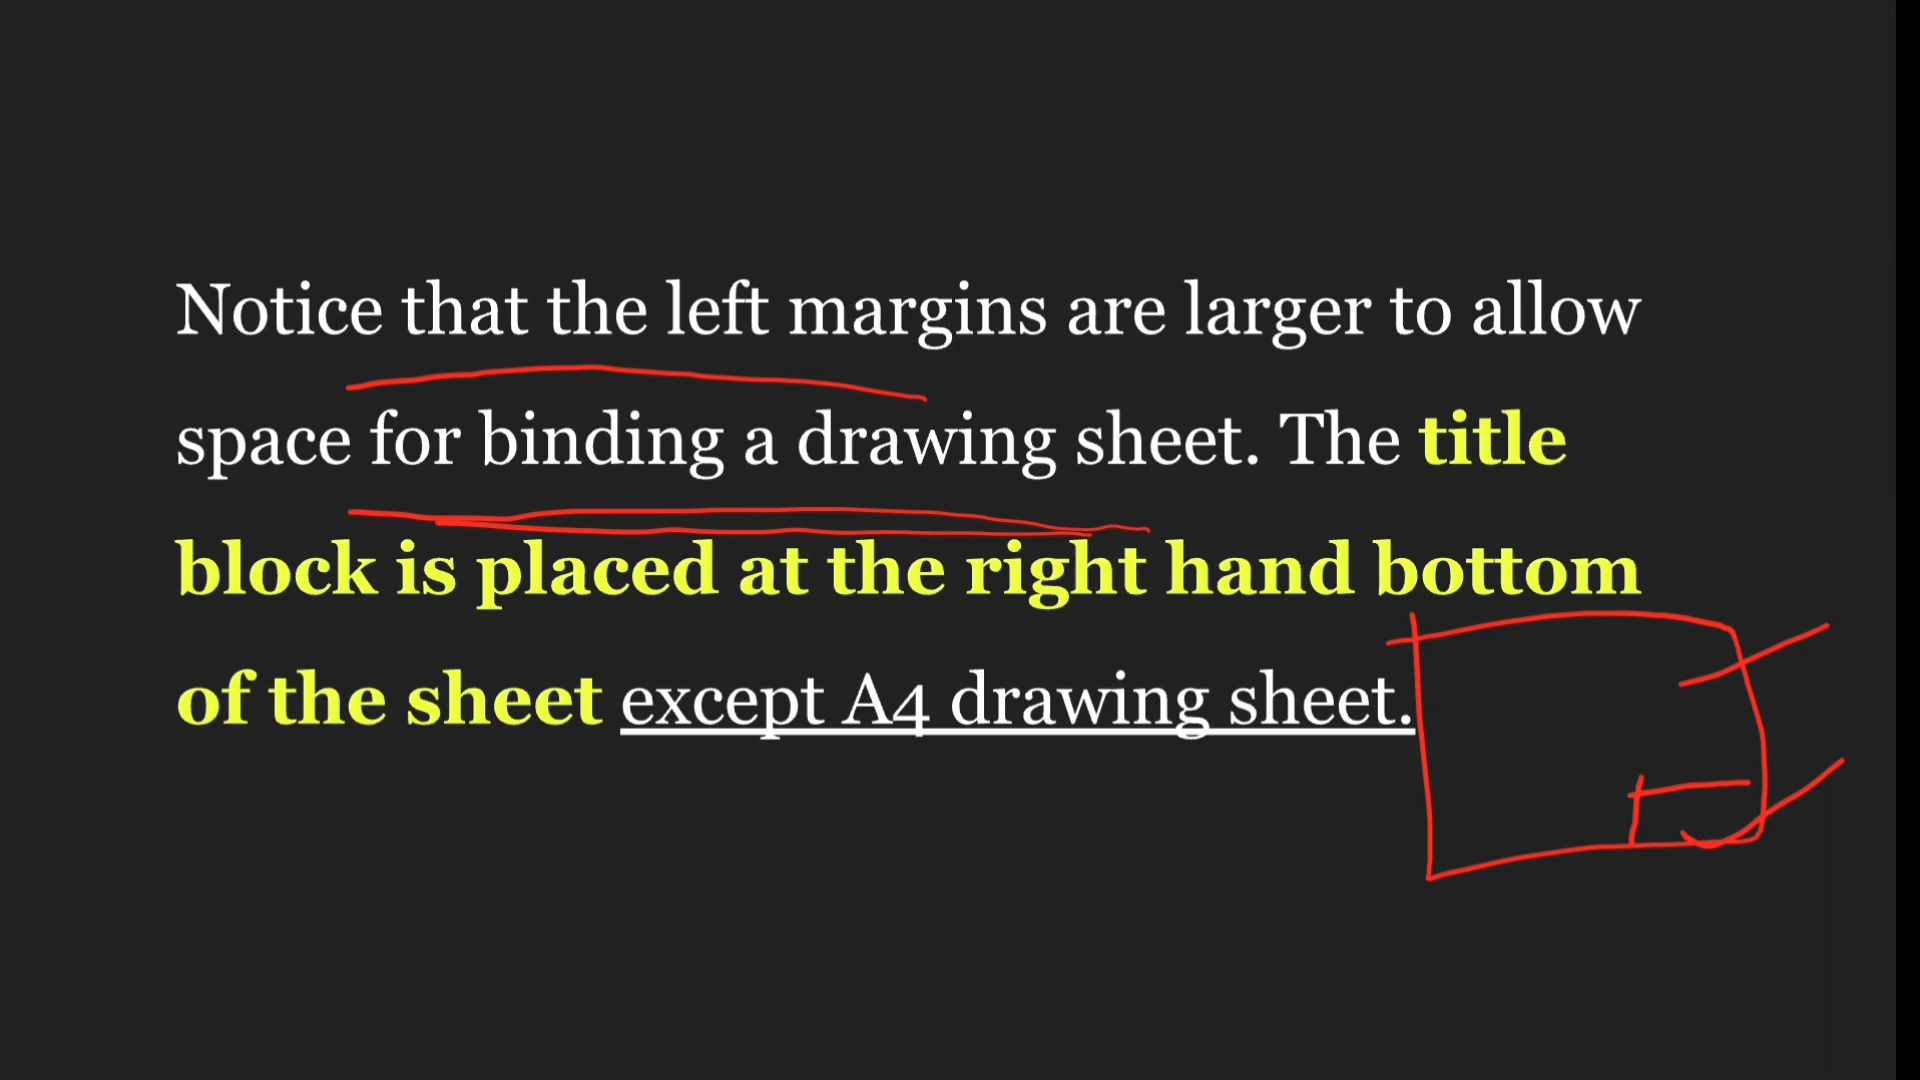 Notice that the left margins are larger to allow
space for binding a drawing sheet. The title
block is placed at the right hand bottom
of the sheet except A4 drawing sheet.